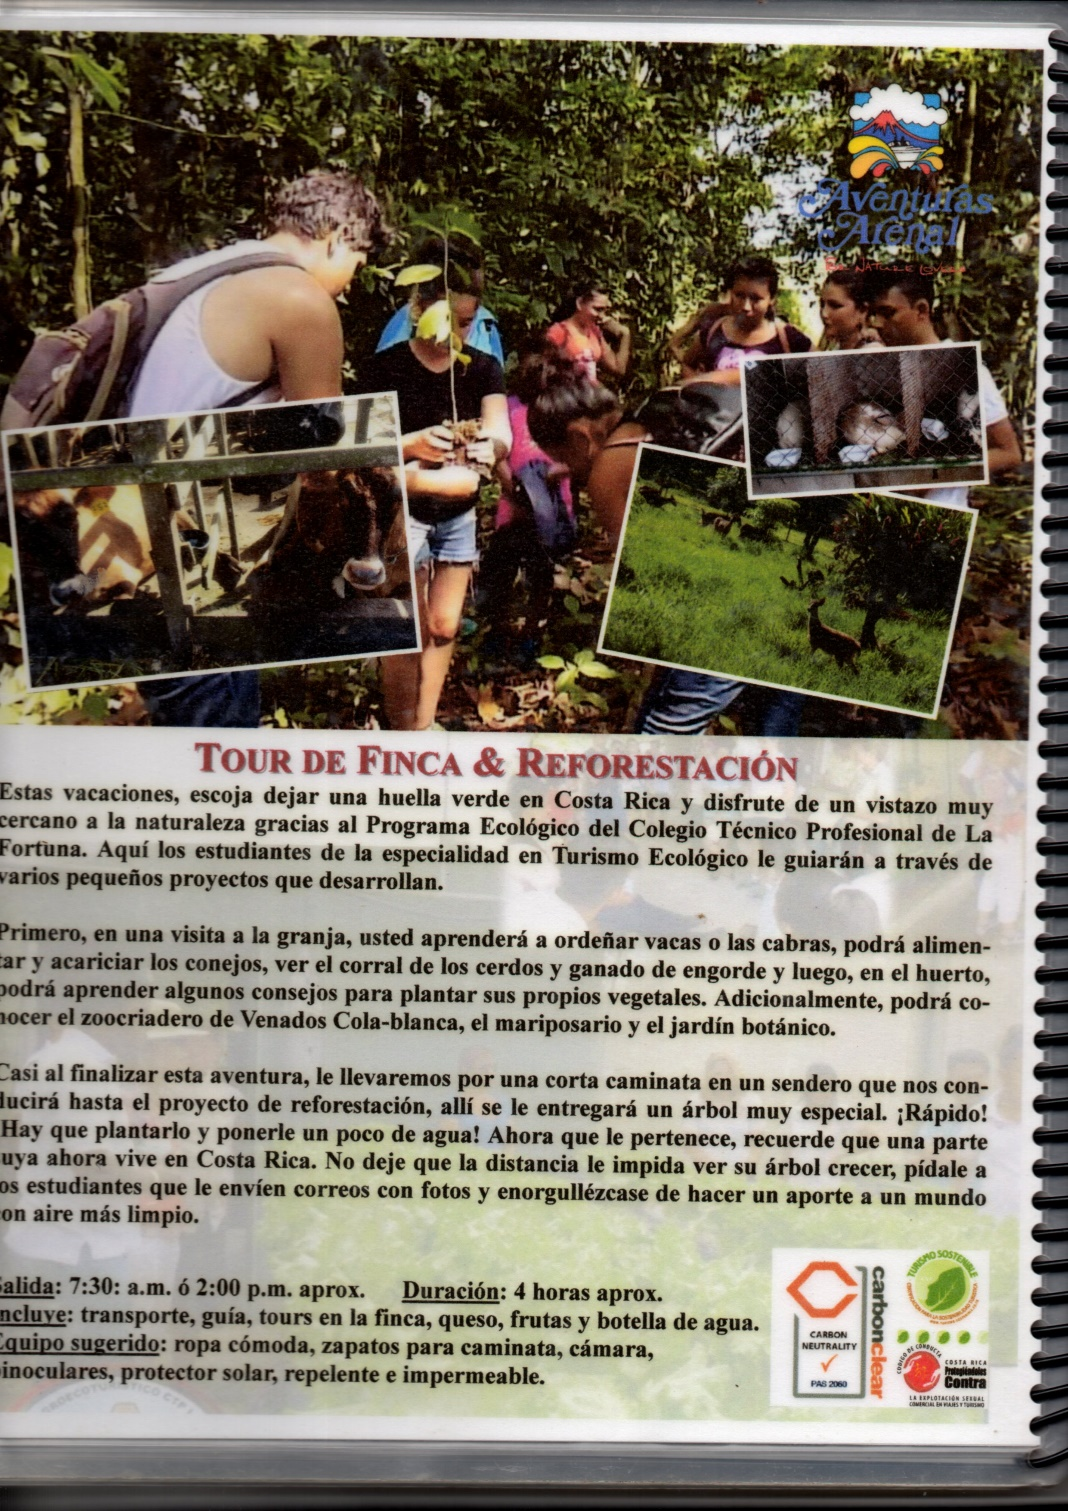 Aventuras
Arenal
TOUR DE FINCA & REFORESTACIÓN
Estas vacaciones, escoja dejar una huella verde en Costa Rica y disfrute de un vistazo muy
cercano a la naturaleza gracias al Programa Ecológico del Colegio Técnico Profesional de La
Fortuna. Aquí los estudiantes de la especialidad en Turismo Ecológico le guiarán a través de
varios pequeños proyectos que desarrollan.
Primero, en una visita a la granja, usted aprenderá a ordeñar vacas o las cabras, podrá alimen-
tar y acariciar los conejos, ver el corral de los cerdos y ganado de engorde y luego, en el huerto,
podrá aprender algunos consejos para plantar sus propios vegetales. Adicionalmente, podrá co-
nocer el zoocriadero de Venados Cola-blanca, el mariposario y el jardín botánico.
Casi al finalizar esta aventura, le llevaremos por una corta caminata en un sendero que nos con-
ducirá hasta el proyecto de reforestación, allí se le entregará un árbol muy especial. ¡Rápido!
¡Hay que plantarlo y ponerle un poco de agua! Ahora que le pertenece, recuerde que una parte
suya ahora vive en Costa Rica. No deje que la distancia le impida ver su árbol crecer, pídale a
los estudiantes que le envíen correos con fotos y enorgullézcase de hacer un aporte a un mundo
con aire más limpio.
Salida: 7:30: a.m. ó 2:00 p.m. aprox. Duración: 4 horas aprox.
Incluye: transporte, guía, tours en la finca, queso, frutas y botella de agua.
Equipo sugerido: ropa cómoda, zapatos para caminata, cámara,
binoculares, protector solar, repelente e impermeable.
CARBON
NEUTRALITY
PAS 2060
carbonclear
TURISMO SOSTENIBLE
CÓDIGO DE CONDUCTA
COSTA RICA
Protegiéndoles
Contra
LA EXPLOTACIÓN SEXUAL
COMERCIAL EN VIAJES Y TURISMO